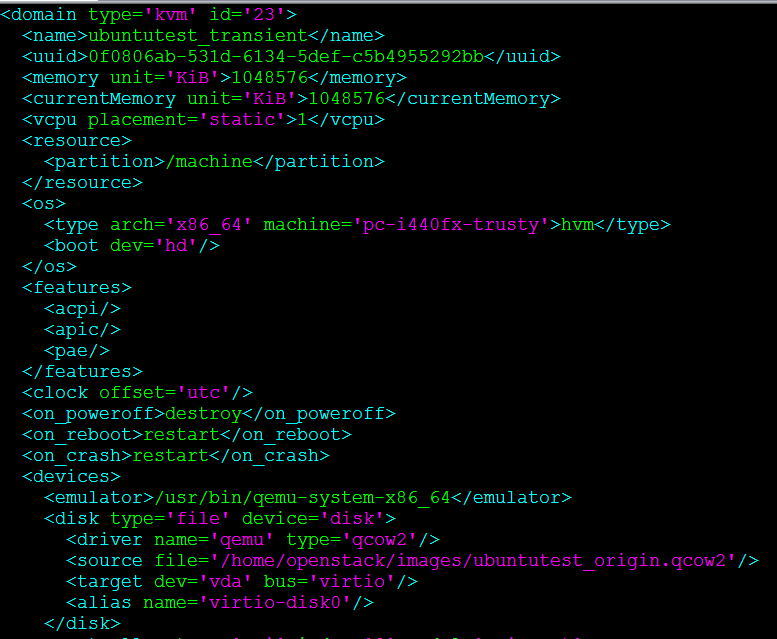 <domain type='kvm' id='23'>
  <name>ubuntutest_transient</name>
  <uuid>0f0806ab-531d-6134-5def-c5b4955292bb</uuid>
  <memory unit='KiB'>1048576</memory>
  <currentMemory unit='KiB'>1048576</currentMemory>
  <vcpu placement='static'>1</vcpu>
  <resource>
    <partition>/machine</partition>
  </resource>
  <os>
    <type arch='x86_64' machine='pc-i440fx-trusty'>hvm</type>
    <boot dev='hd'/>
  </os>
  <features>
    <acpi/>
    <apic/>
    <pae/>
  </features>
  <clock offset='utc'/>
  <on_poweroff>destroy</on_poweroff>
  <on_reboot>restart</on_reboot>
  <on_crash>restart</on_crash>
  <devices>
    <emulator>/usr/bin/qemu-system-x86_64</emulator>
    <disk type='file' device='disk'>
      <driver name='qemu' type='qcow2'/>
      <source file='/home/openstack/images/ubuntutest_origin.qcow2'/>
      <target dev='vda' bus='virtio'/>
      <alias name='virtio-disk0'/>
    </disk>